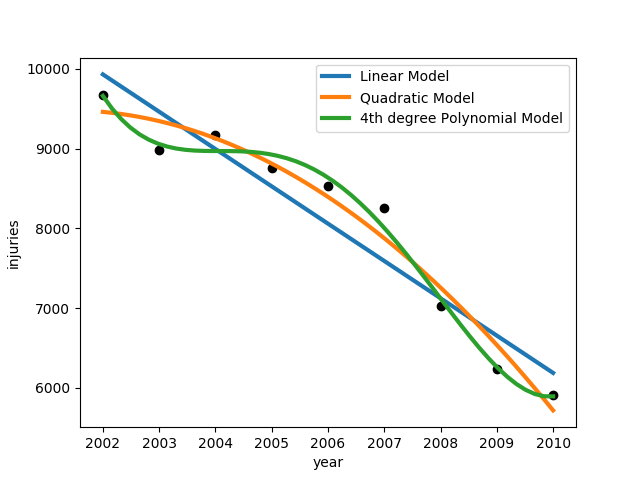 Linear Model
Quadratic Model
4th degree Polynomial Model
10000
9000
8000
7000
6000
injuries
2002 2003 2004 2005 2006 2007 2008 2009 2010
year